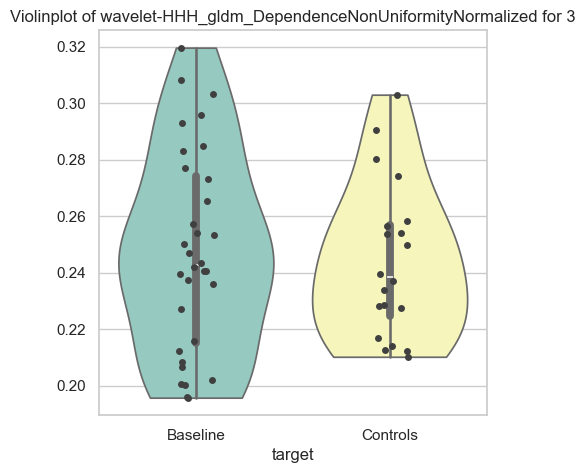 Violinplot of wavelet-HHH_gldm_DependenceNonUniformityNormalized for 3
0.32
0.30
0.28
0.26
0.24
0.22
0.20
Baseline Controls
target